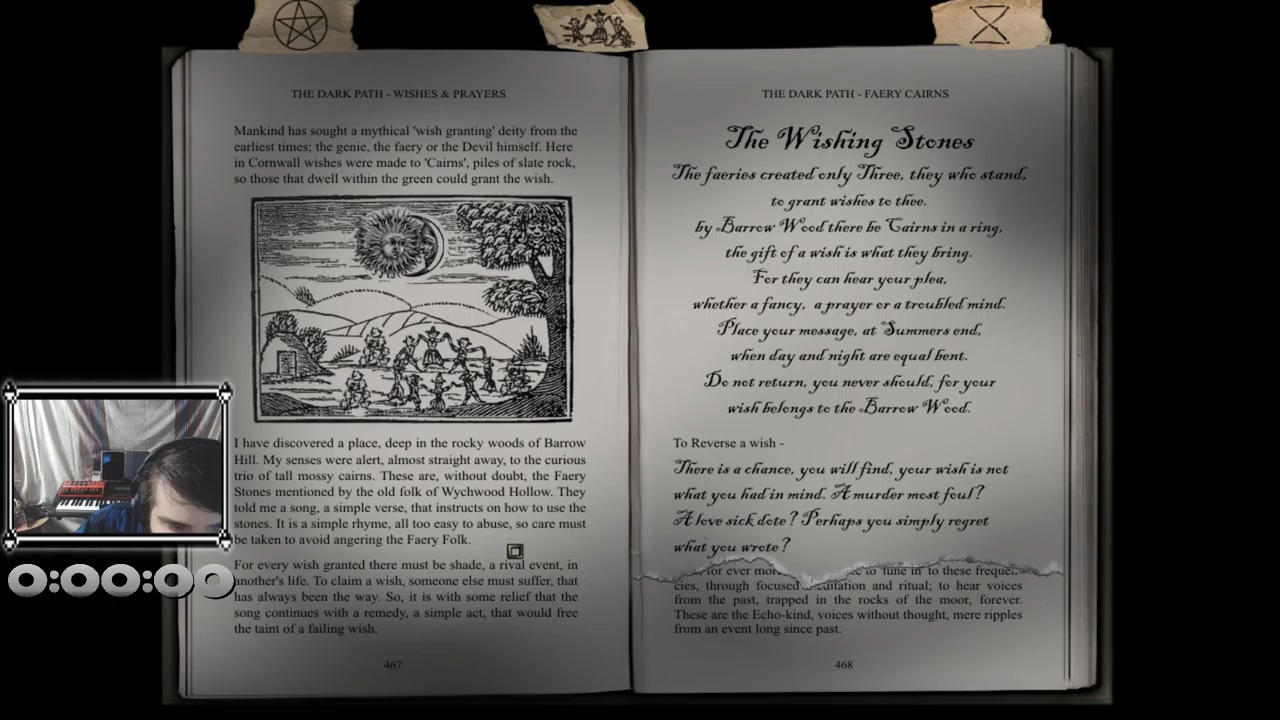 THE DARK PATH - WISHES & PRAYERS
Mankind has sought a mythical 'wish granting' deity from the
earliest times; the genie, the faery or the Devil himself. Here
in Cornwall wishes were made to 'Cairns', piles of slate rock,
so those that dwell within the green could grant the wish.
I have discovered a place, deep in the rocky woods of Barrow
Hill. My senses were alert, almost straight away, to the curious
trio of tall mossy cairns. These are, without doubt, the Faery
Stones mentioned by the old folk of Wychwood Hollow. They
told me a song, a simple verse, that instructs on how to use the
stones. It is a simple rhyme, all too easy to abuse, so care must
be taken to avoid angering the Faery Folk.
For every wish granted there must be shade, a rival event, in
another's life. To claim a wish, someone else must suffer, that
has always been the way. So, it is with some relief that the
song continues with a remedy, a simple act, that would free
the taint of a failing wish.
467
THE DARK PATH - FAERY CAIRNS
The Wishing Stones
The faeries created only Three, they who stand,
to grant wishes to thee.
by Barrow Wood there be Cairns in a ring,
the gift of a wish is what they bring.
For they can hear your plea,
whether a fancy, a prayer or a troubled mind.
Place your message, at Summers end,
when day and night are equal bent.
Do not return, you never should, for your
wish belongs to the Barrow Wood.
To Reverse a wish -
There is a chance, you will find, your wish is not
what you had in mind. A murder most foul?
A love sick dote? Perhaps you simply regret
what you wrote?
for ever to 'tune in' to these frequen-
cies, through focused meditation and ritual; to hear voices
from the past, trapped in the rocks of the moor, forever.
These are the Echo-kind, voices without thought, mere ripples
from an event long since past.
468
0:00:00